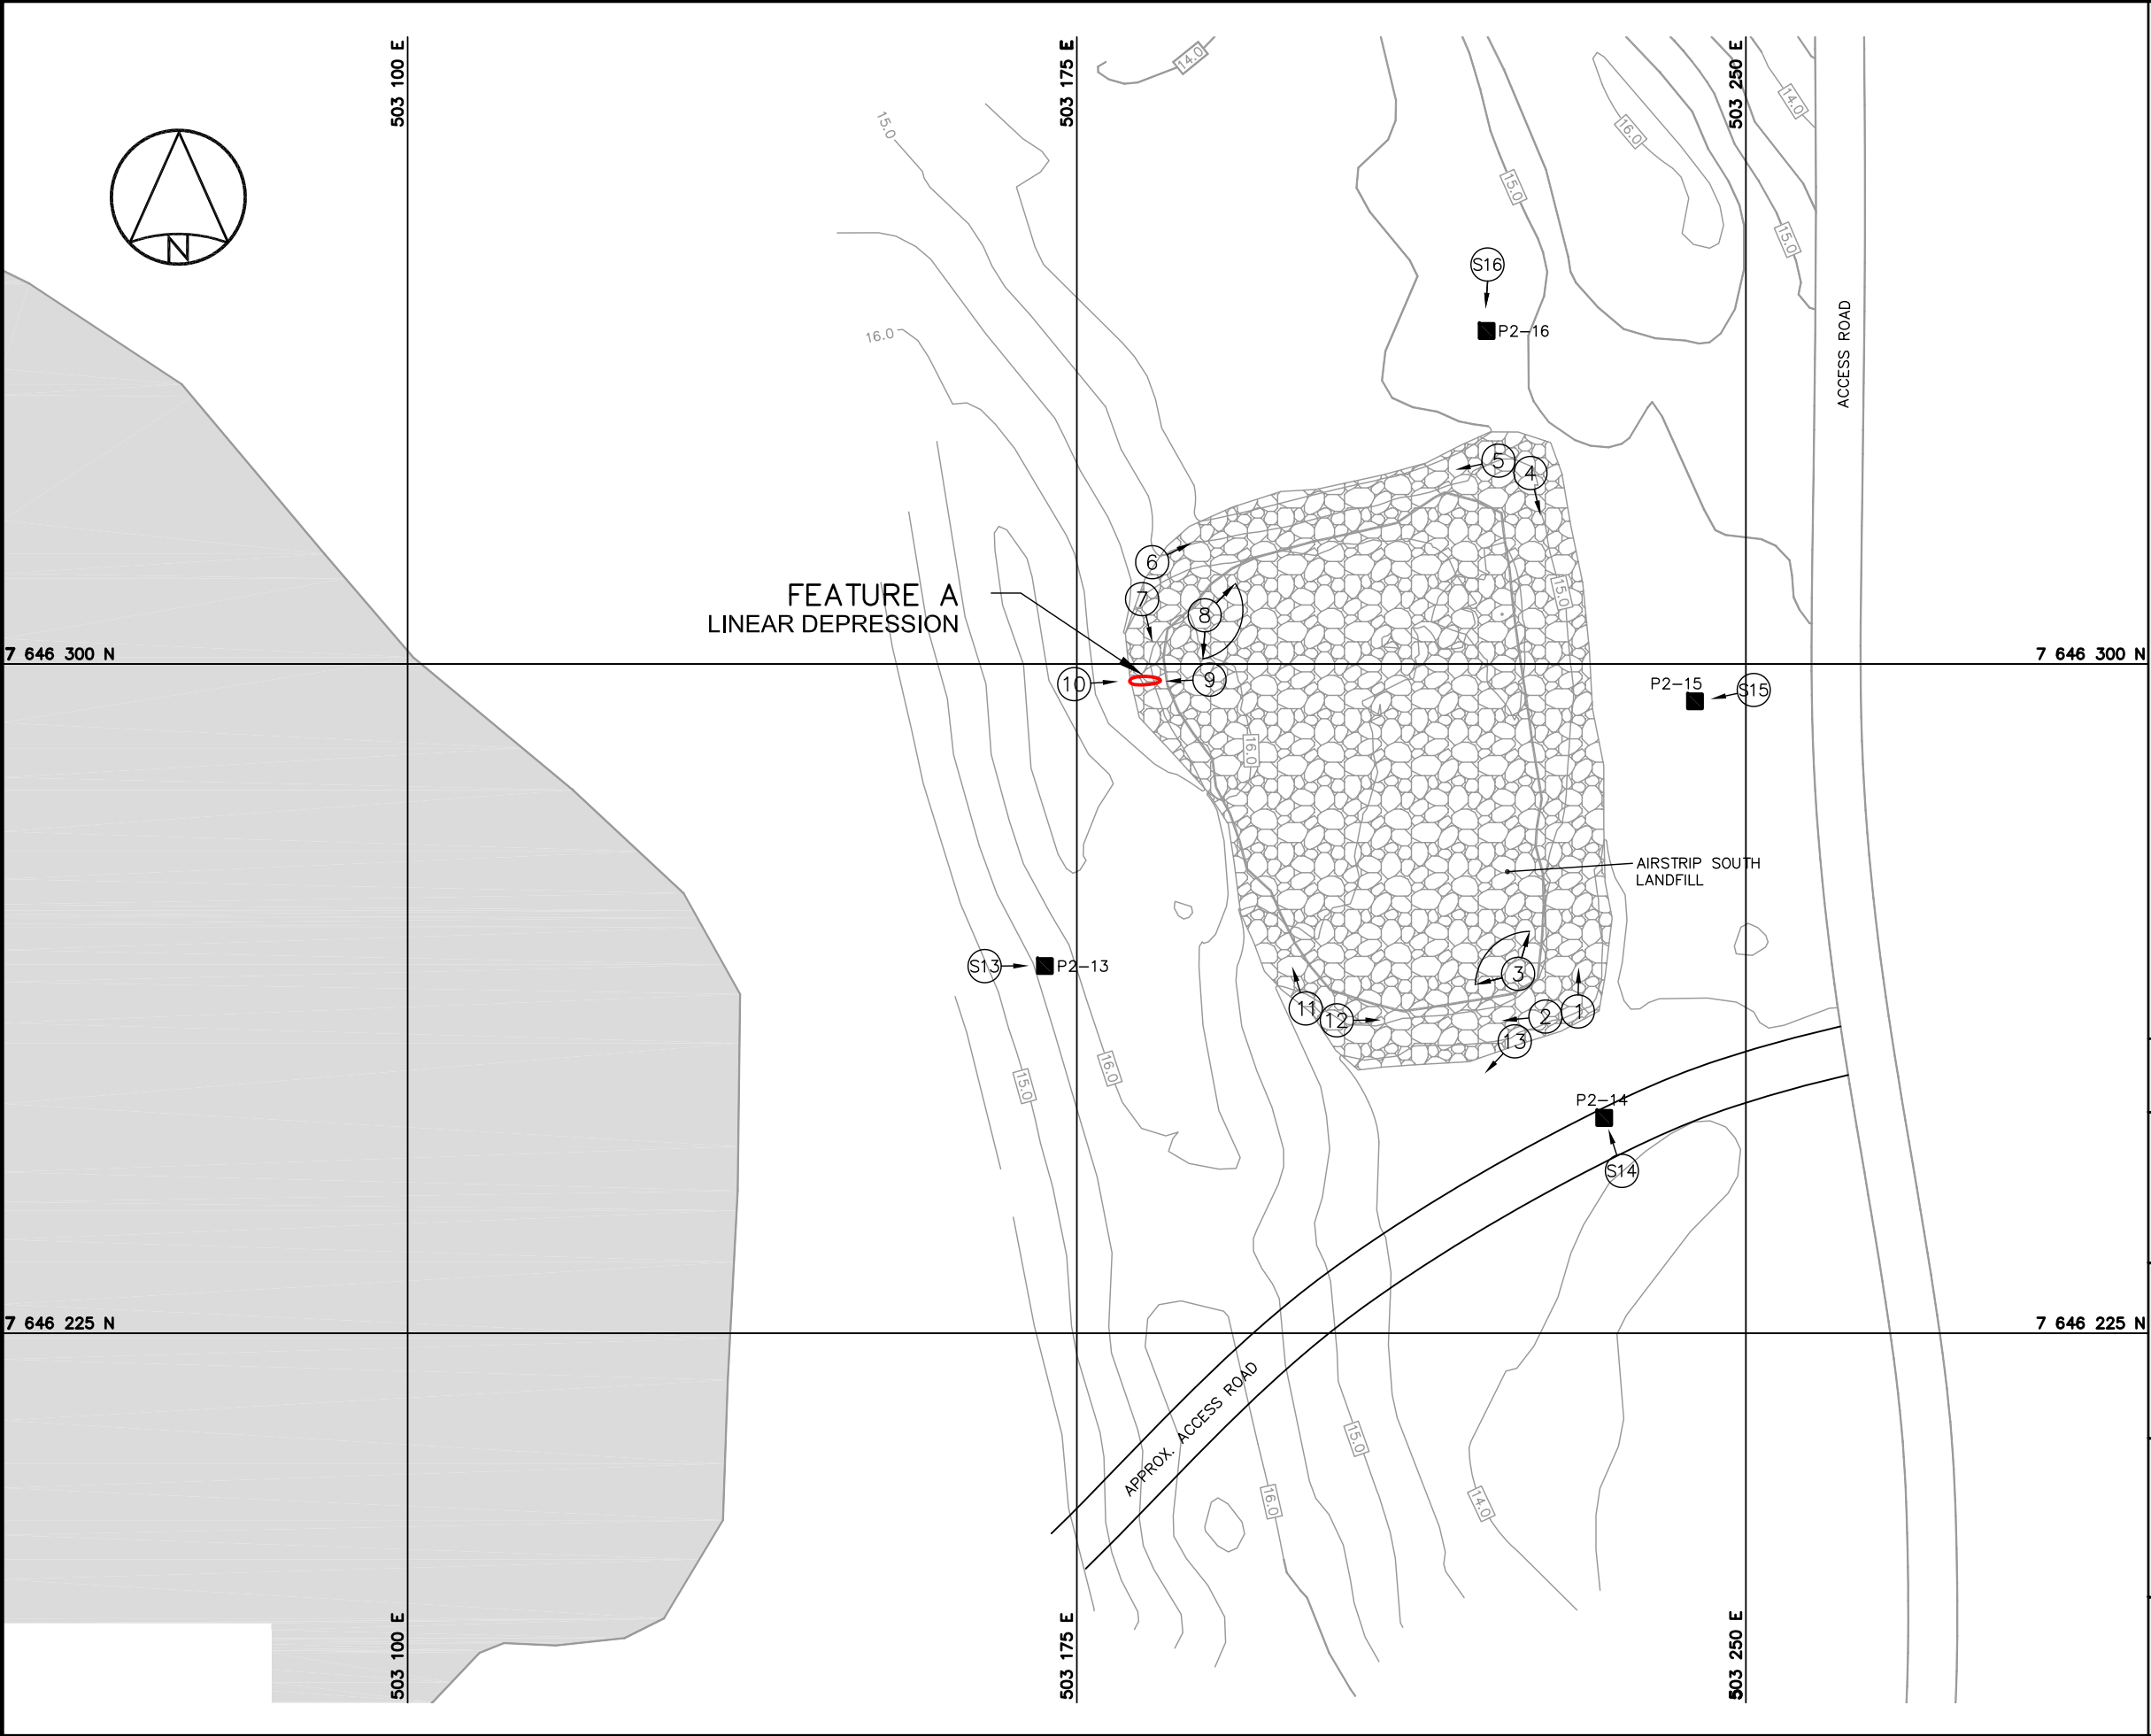 503 100 E
503 175 E
503 250 E
14.0
15.0
14.0
16.0
15.0
15.0
N
S16
P2-16
16.0
ACCESS ROAD
5
4
6
FEATURE A
LINEAR DEPRESSION
7
8
15.0
7 646 300 N
7 646 300 N
10
9
P2-15
S15
16.0
AIRSTRIP SOUTH
LANDFILL
S13
P2-13
3
11
12
2
1
13
16.0
15.0
P2-14
S14
7 646 225 N
7 646 225 N
APPROX. ACCESS ROAD
15.0
16.0
14.0
503 100 E
503 175 E
503 250 E